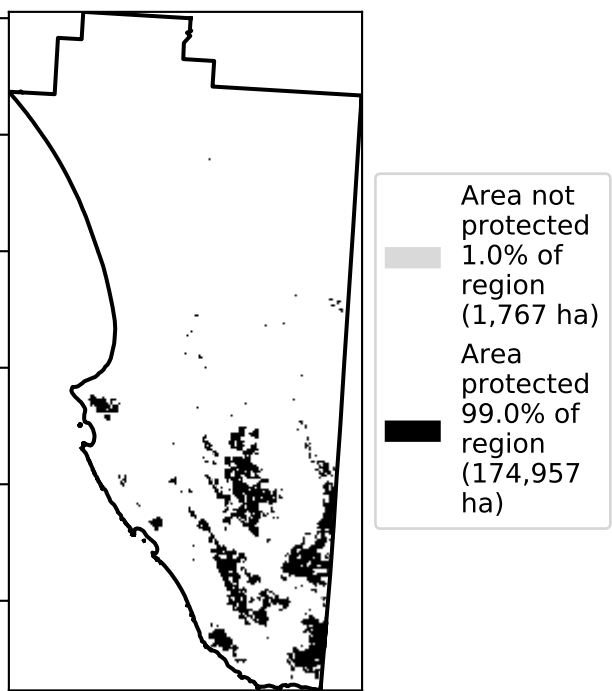 Area not
protected
1.0% of
region
(1,767 ha)
Area
protected
99.0% of
region
(174,957
ha)